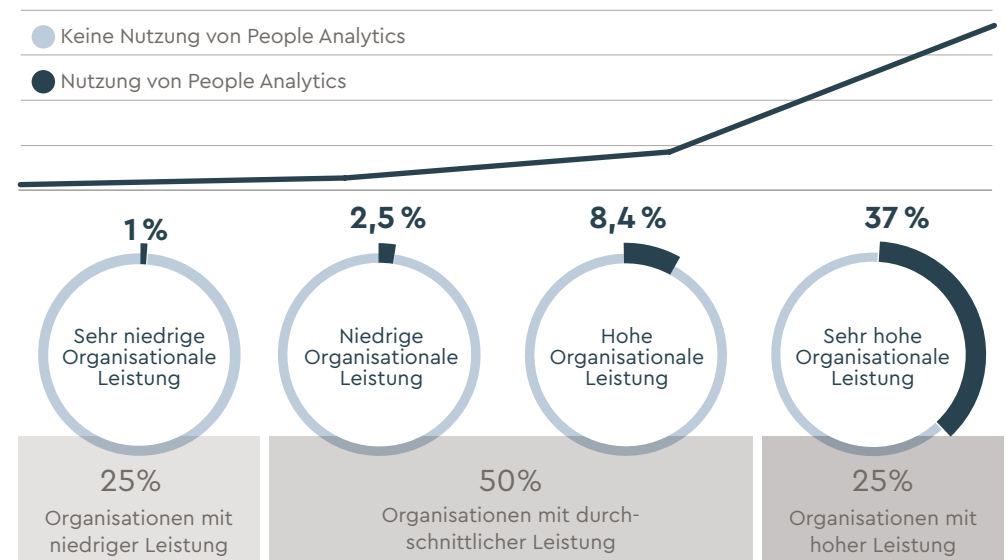 Keine Nutzung von People Analytics
Nutzung von People Analytics
1 %
2,5 %
8,4 %
37 %
Sehr niedrige
Organisationale
Leistung
Niedrige
Organisationale
Leistung
Hohe
Organisationale
Leistung
Sehr hohe
Organisationale
Leistung
25%
Organisationen mit
niedriger Leistung
50%
Organisationen mit durch-
schnittlicher Leistung
25%
Organisationen mit
hoher Leistung